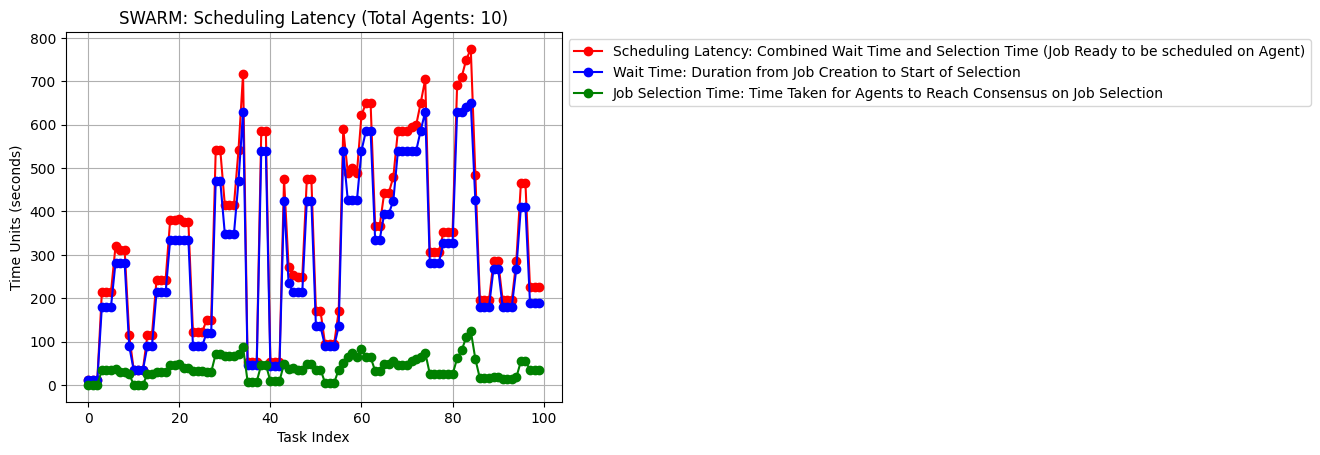 SWARM: Scheduling Latency (Total Agents: 10)
800
700
600
500
400
300
200
100
0
Time Units (seconds)
0 20 40 60 80 100
Task Index
Scheduling Latency: Combined Wait Time and Selection Time (Job Ready to be scheduled on Agent)
Wait Time: Duration from Job Creation to Start of Selection
Job Selection Time: Time Taken for Agents to Reach Consensus on Job Selection